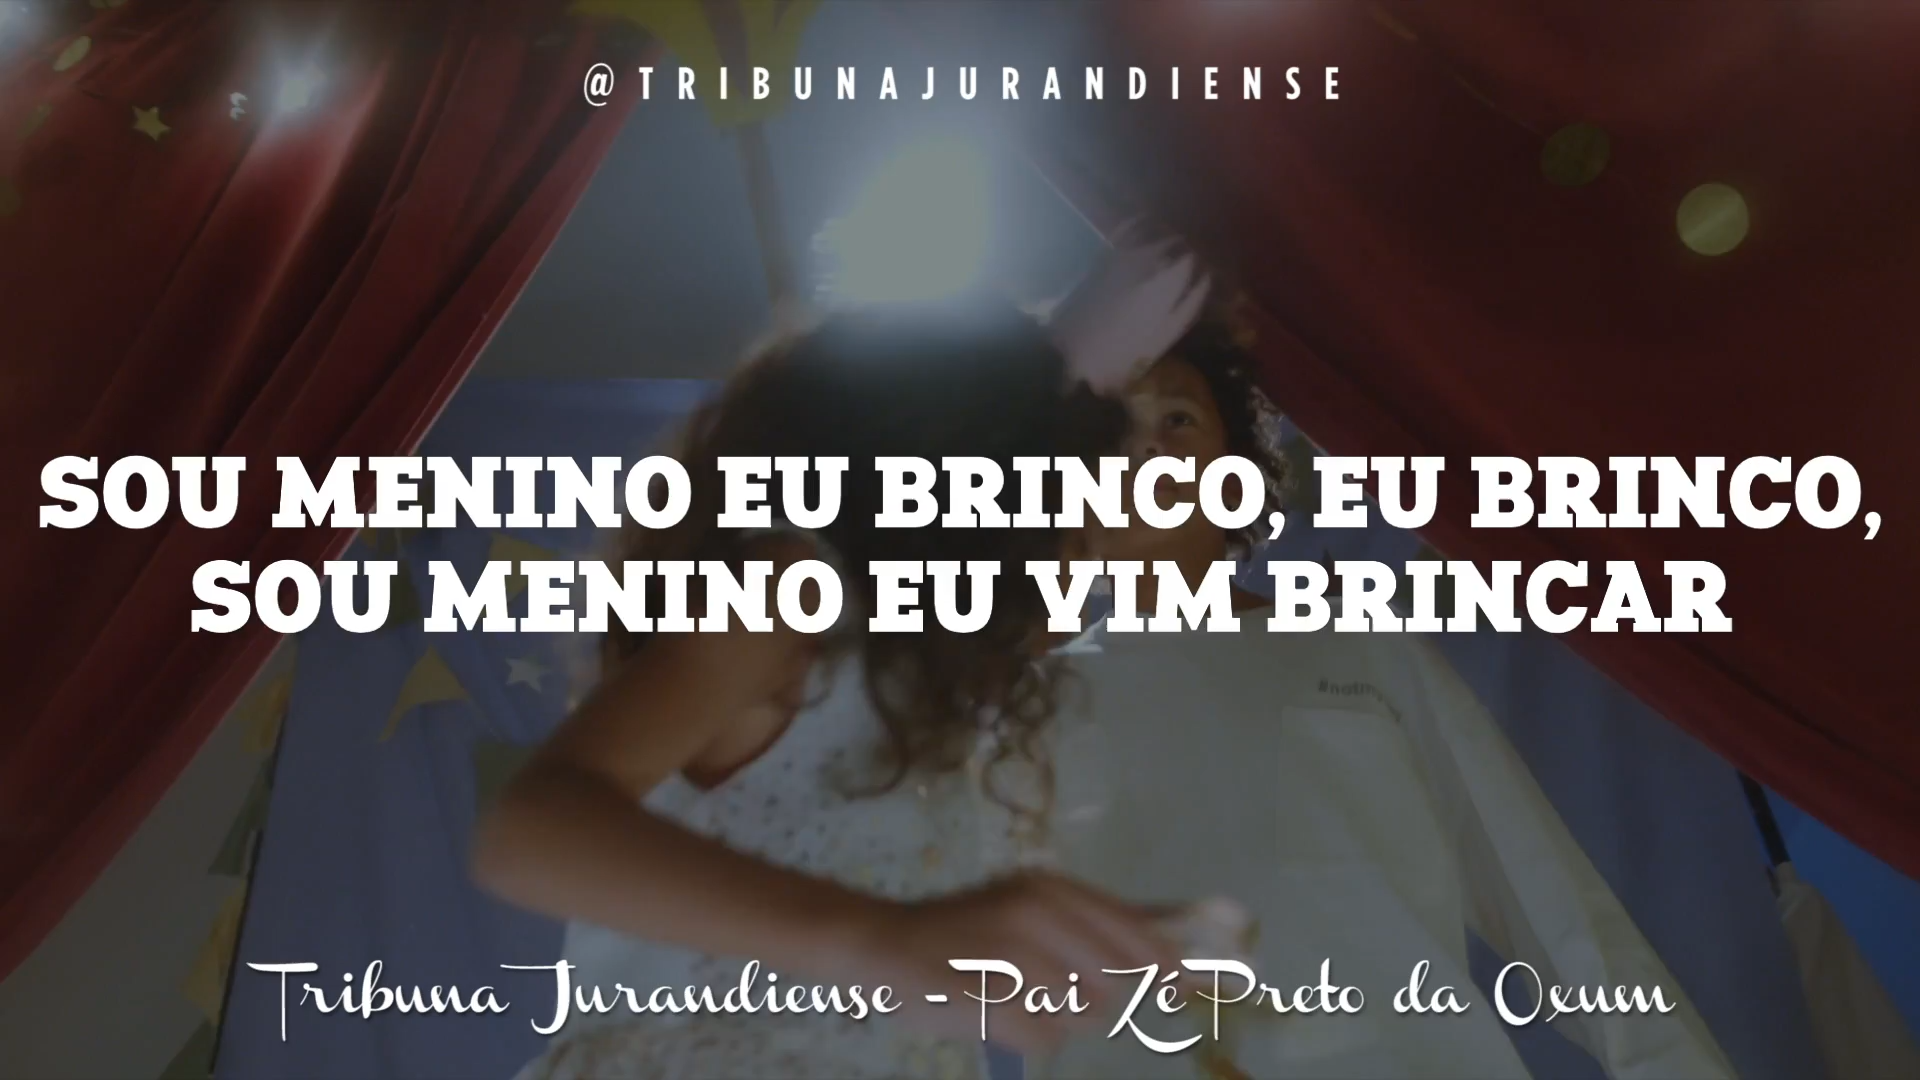 @TRIBUNAJURANDIENSE
SOU MENINO EU BRINCO, EU BRINCO,
SOU MENINO EU VIM BRINCAR
Tribuna Jurandiense - Pai Zé Preto da Oxum